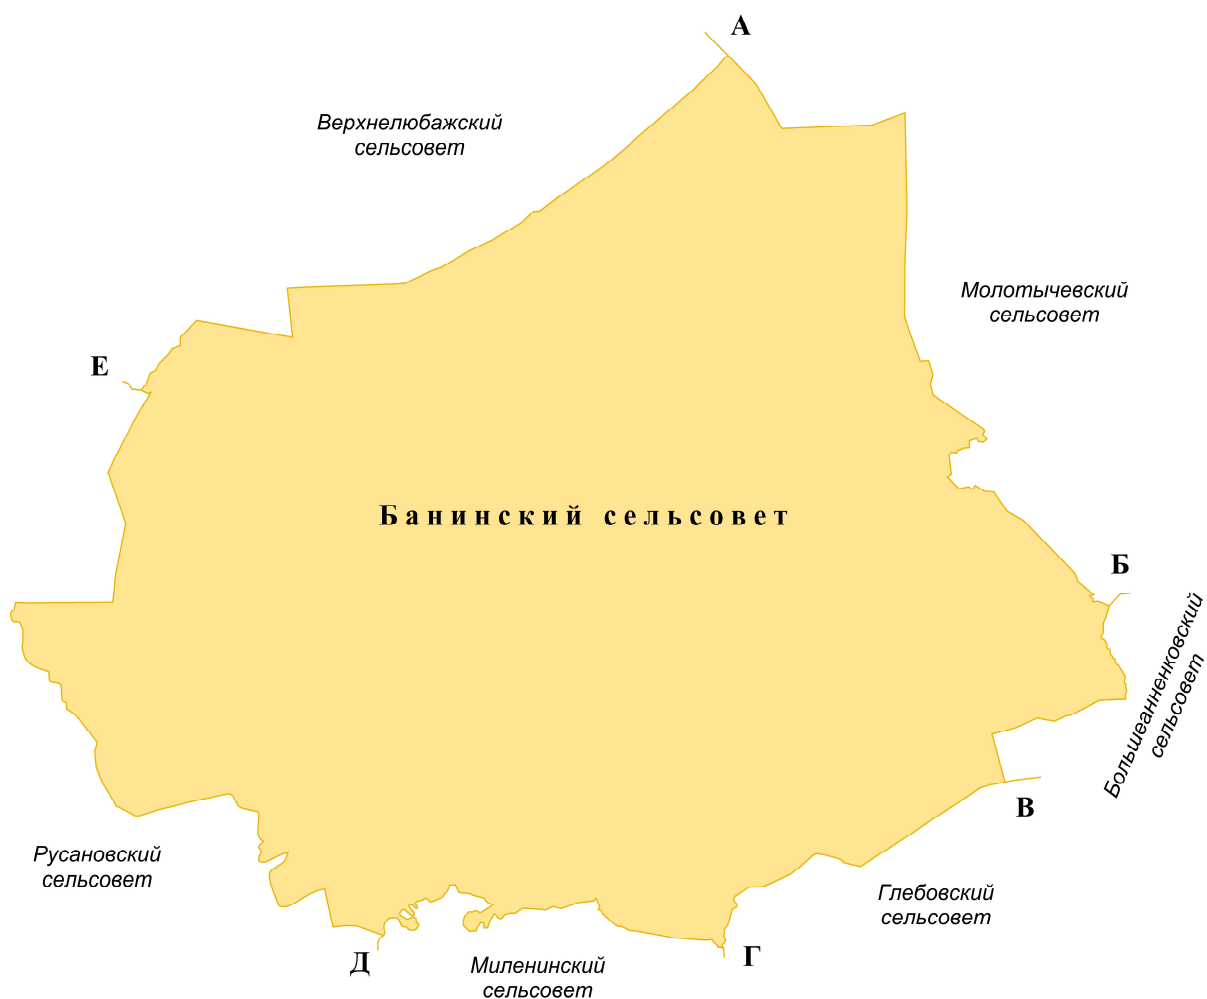 А
Верхнелюбажский
сельсовет
Молотычевский
сельсовет
Е
Банинский сельсовет
Б
Большеанненковский
сельсовет
В
Русановский
сельсовет
Глебовский
сельсовет
Г
Д
Миленинский
сельсовет